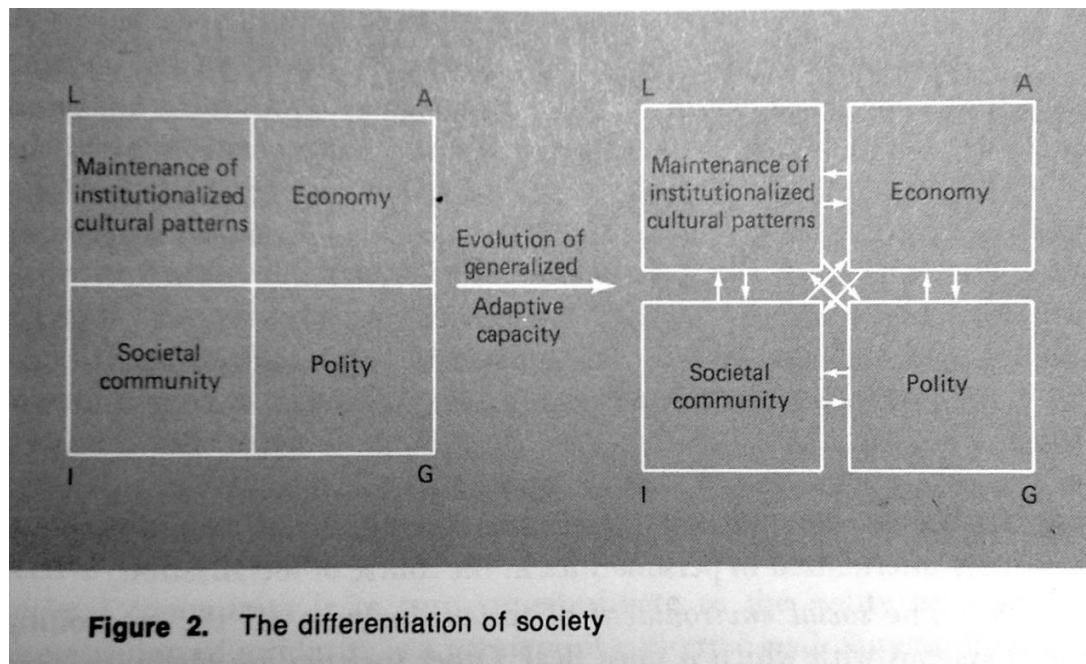 L
A
Maintenance of
institutionalized
cultural patterns
Economy
Societal
community
Polity
I
G
Evolution of
generalized
Adaptive
capacity
L
A
Maintenance of
institutionalized
cultural patterns
Economy
Societal
community
Polity
I
G
Figure 2. The differentiation of society